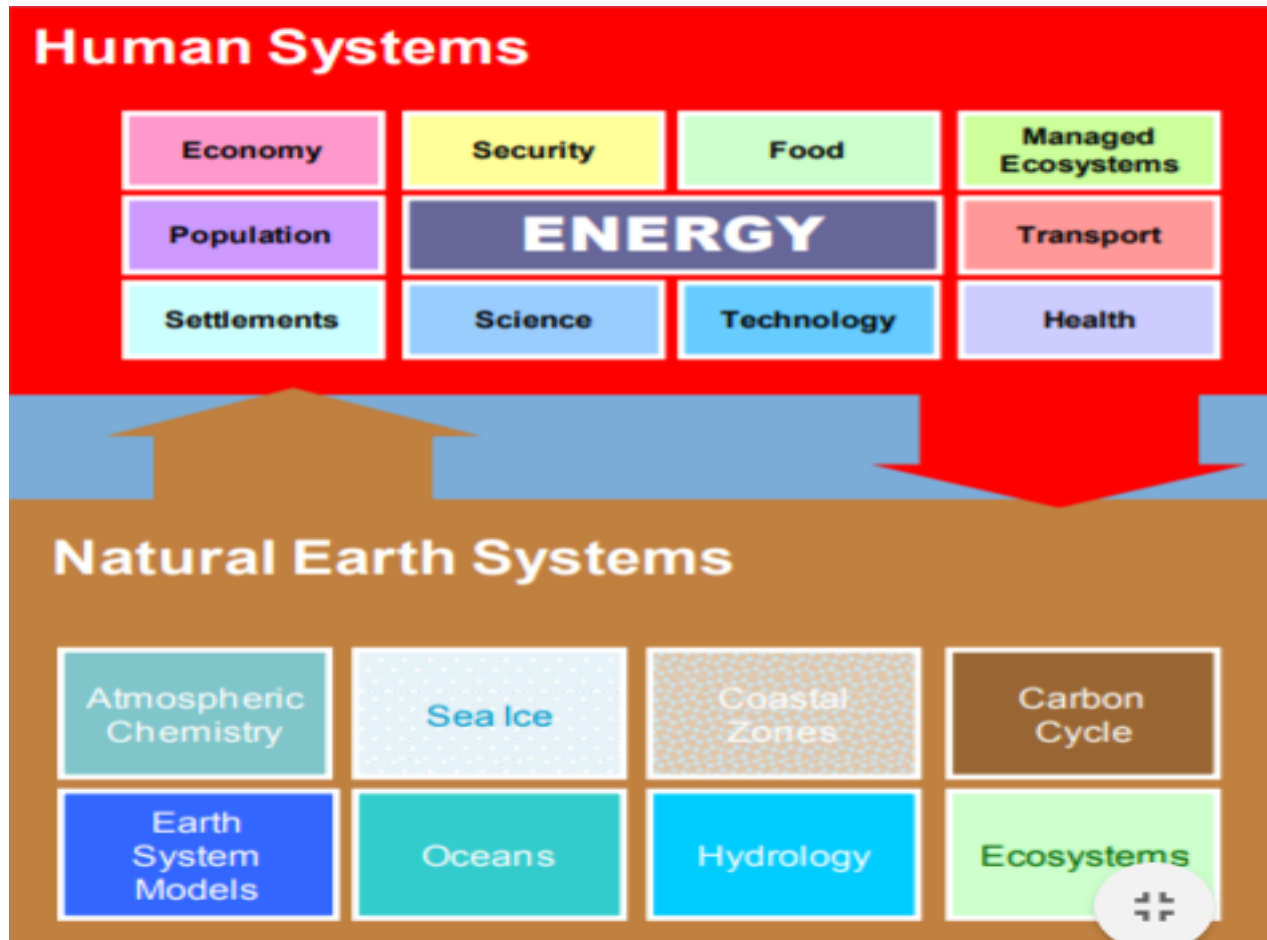 Human Systems
Economy
Security
Food
Managed
Ecosystems
Population
ENERGY
Transport
Settlements
Science
Technology
Health
Natural Earth Systems
Atmospheric
Chemistry
Sea Ice
Coastal
Zones
Carbon
Cycle
Earth
System
Models
Oceans
Hydrology
Ecosystems